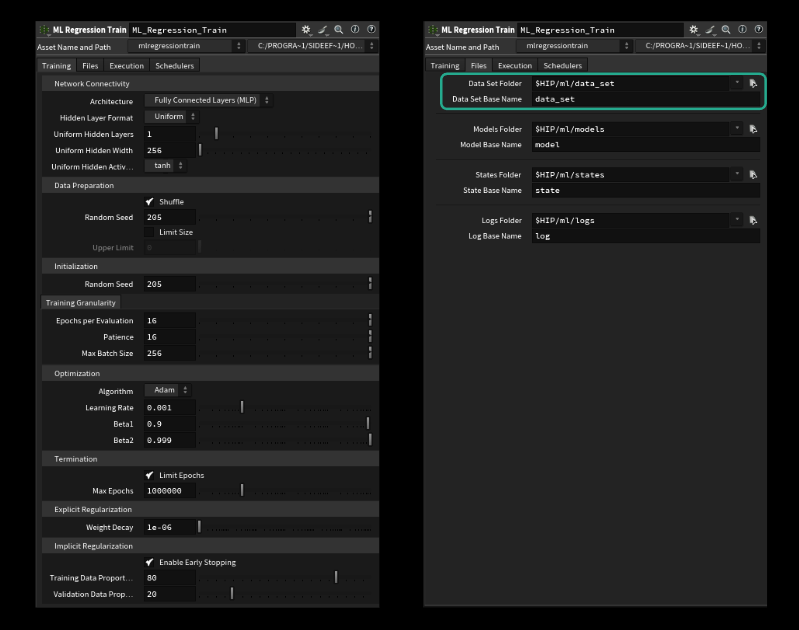 ML Regression Train ML_Regression_Train
Asset Name and Path mlregressiontrain C:/PROGRA~1/SIDEEF~1/HO...
Training Files Execution Schedulers
Network Connectivity
Architecture Fully Connected Layers (MLP)
Hidden Layer Format Uniform
Uniform Hidden Layers 1
Uniform Hidden Width 256
Uniform Hidden Activ... tanh
Data Preparation
Shuffle
Random Seed 205
Limit Size
Upper Limit
Initialization
Random Seed 205
Training Granularity
Epochs per Evaluation 16
Patience 16
Max Batch Size 256
Optimization
Algorithm Adam
Learning Rate 0.001
Beta1 0.9
Beta2 0.999
Termination
Limit Epochs
Max Epochs 1000000
Explicit Regularization
Weight Decay 1e-06
Implicit Regularization
Enable Early Stopping
Training Data Proport... 80
Validation Data Prop... 20
ML Regression Train ML_Regression_Train
Asset Name and Path mlregressiontrain C:/PROGRA~1/SIDEEF~1/HO...
Training Files Execution Schedulers
Data Set Folder $HIP/ml/data_set
Data Set Base Name data_set
Models Folder $HIP/ml/models
Model Base Name model
States Folder $HIP/ml/states
State Base Name state
Logs Folder $HIP/ml/logs
Log Base Name log